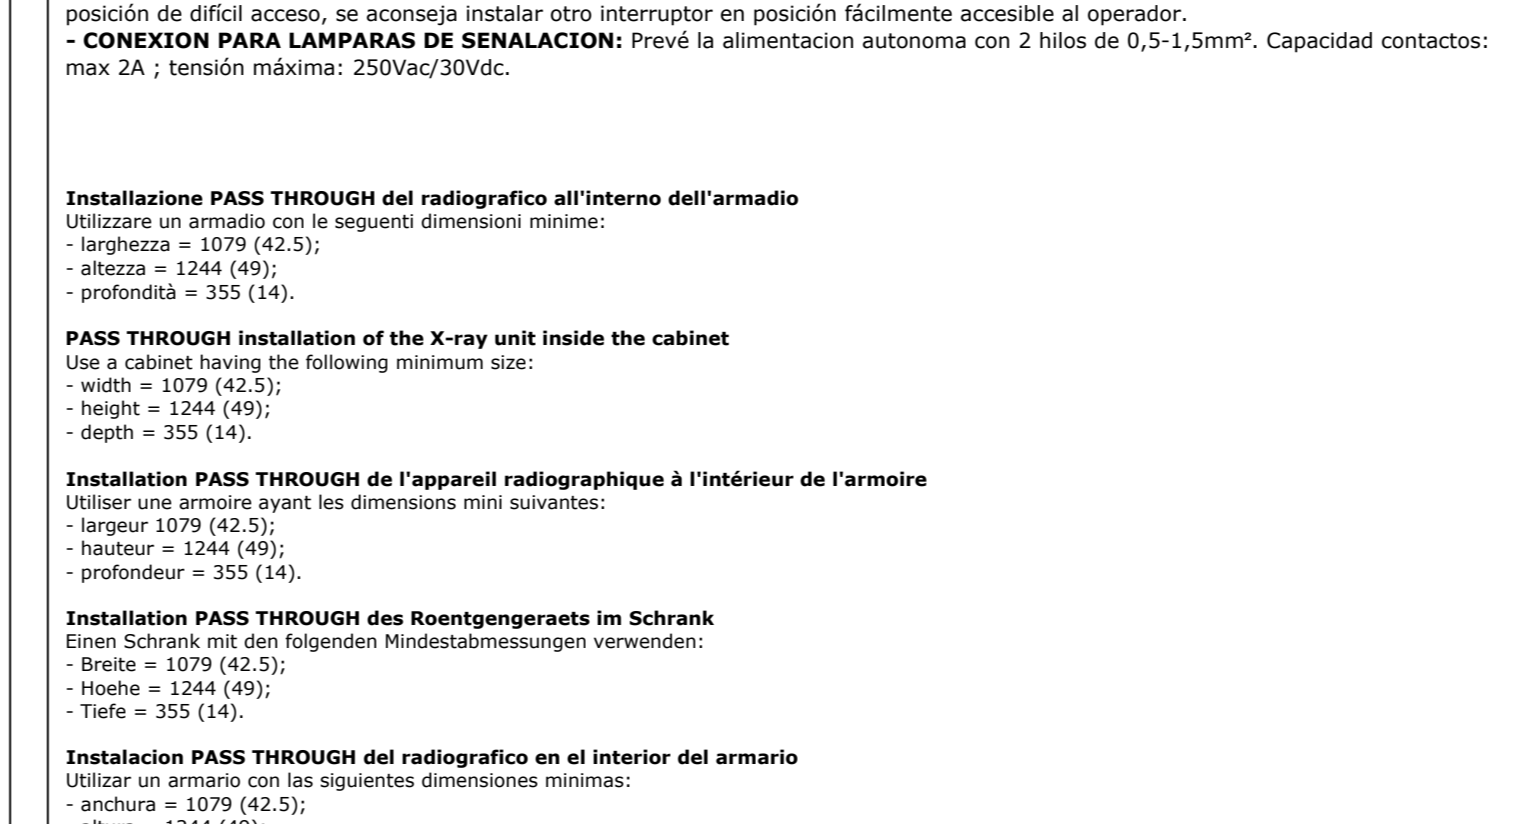 posición de difícil acceso, se aconseja instalar otro interruptor en posición fácilmente accesible al operador.
- CONEXION PARA LAMPARAS DE SENALACION: Prevé la alimentacion autonoma con 2 hilos de 0,5-1,5mm². Capacidad contactos:
max 2A ; tensión máxima: 250Vac/30Vdc.
Installazione PASS THROUGH del radiografico all'interno dell'armadio
Utilizzare un armadio con le seguenti dimensioni minime:
- larghezza = 1079 (42.5);
- altezza = 1244 (49);
- profondità = 355 (14).
PASS THROUGH installation of the X-ray unit inside the cabinet
Use a cabinet having the following minimum size:
- width = 1079 (42.5);
- height = 1244 (49);
- depth = 355 (14).
Installation PASS THROUGH de l'appareil radiographique à l'intérieur de l'armoire
Utiliser une armoire ayant les dimensions mini suivantes:
- largeur 1079 (42.5);
- hauteur = 1244 (49);
- profondeur = 355 (14).
Installation PASS THROUGH des Roentgengeraets im Schrank
Einen Schrank mit den folgenden Mindestabmessungen verwenden:
- Breite = 1079 (42.5);
- Hoehe = 1244 (49);
- Tiefe = 355 (14).
Instalacion PASS THROUGH del radiografico en el interior del armario
Utilizar un armario con las siguientes dimensiones minimas:
- anchura = 1079 (42.5);
- altura = 1244 (49);